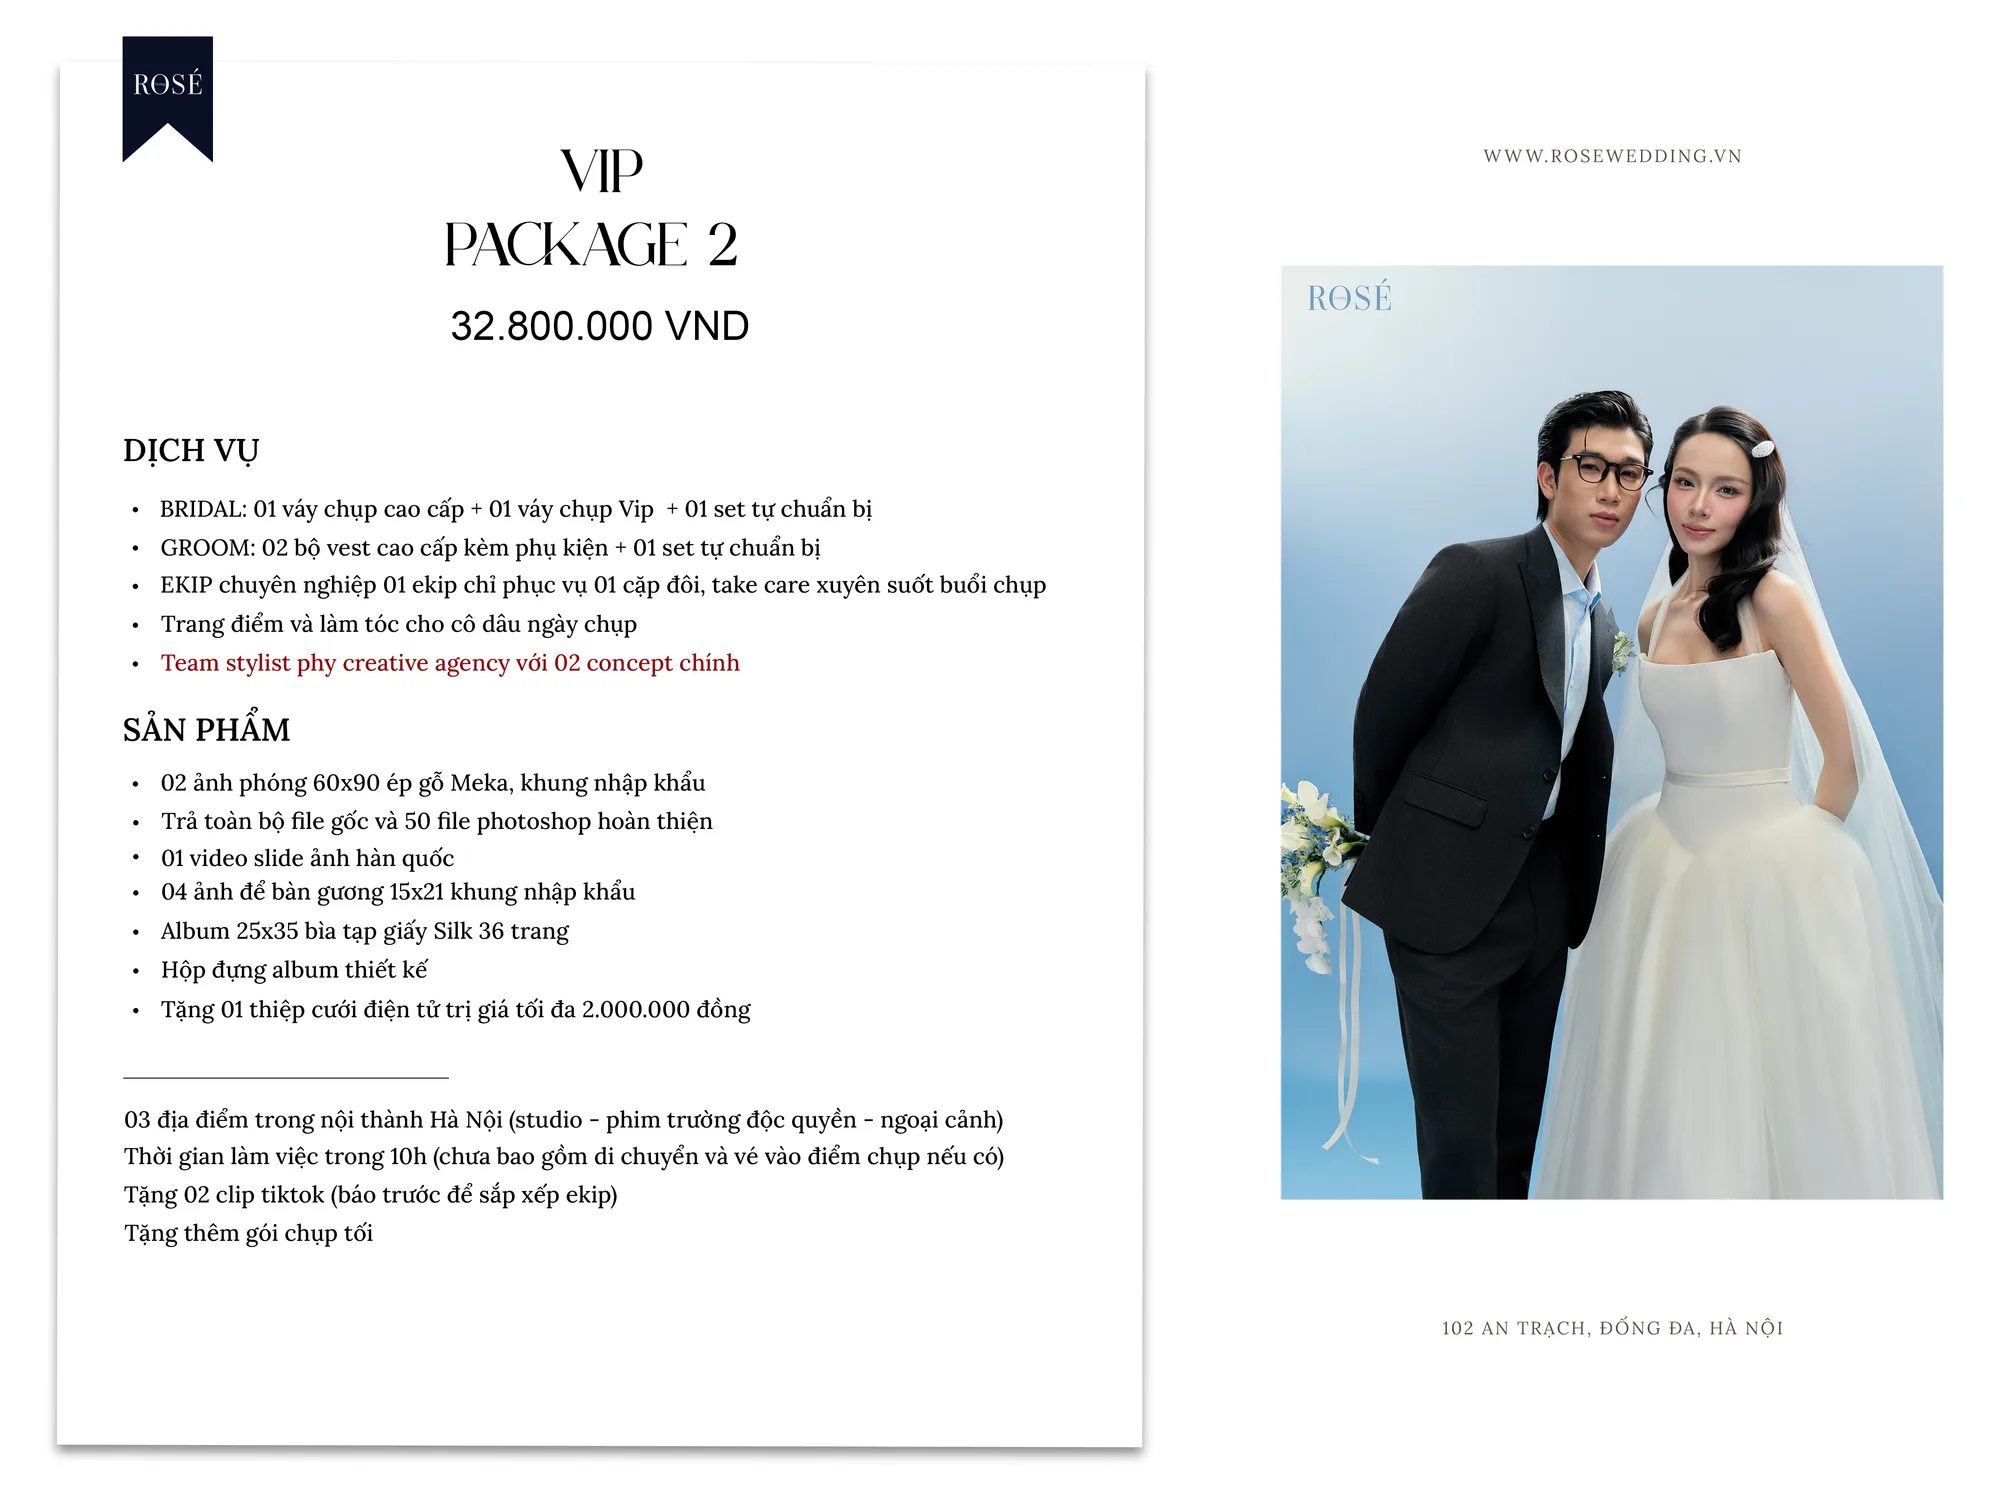 ROSÉ
VIP
PACKAGE 2
32.800.000 VND
DỊCH VỤ
• BRIDAL: 01 váy chụp cao cấp + 01 váy chụp Vip + 01 set tự chuẩn bị
• GROOM: 02 bộ vest cao cấp kèm phụ kiện + 01 set tự chuẩn bị
• EKIP chuyên nghiệp 01 ekip chỉ phục vụ 01 cặp đôi, take care xuyên suốt buổi chụp
• Trang điểm và làm tóc cho cô dâu ngày chụp
• Team stylist phy creative agency với 02 concept chính
SẢN PHẨM
• 02 ảnh phóng 60x90 ép gỗ Meka, khung nhập khẩu
• Trả toàn bộ file gốc và 50 file photoshop hoàn thiện
• 01 video slide ảnh hàn quốc
• 04 ảnh để bàn gương 15x21 khung nhập khẩu
• Album 25x35 bìa tạp giấy Silk 36 trang
• Hộp đựng album thiết kế
• Tặng 01 thiệp cưới điện tử trị giá tối đa 2.000.000 đồng
03 địa điểm trong nội thành Hà Nội (studio - phim trường độc quyền - ngoại cảnh)
Thời gian làm việc trong 10h (chưa bao gồm di chuyển và vé vào điểm chụp nếu có)
Tặng 02 clip tiktok (báo trước để sắp xếp ekip)
Tặng thêm gói chụp tối
WWW.ROSEWEDDING.VN
ROSÉ
102 AN TRẠCH, ĐỐNG ĐA, HÀ NỘI